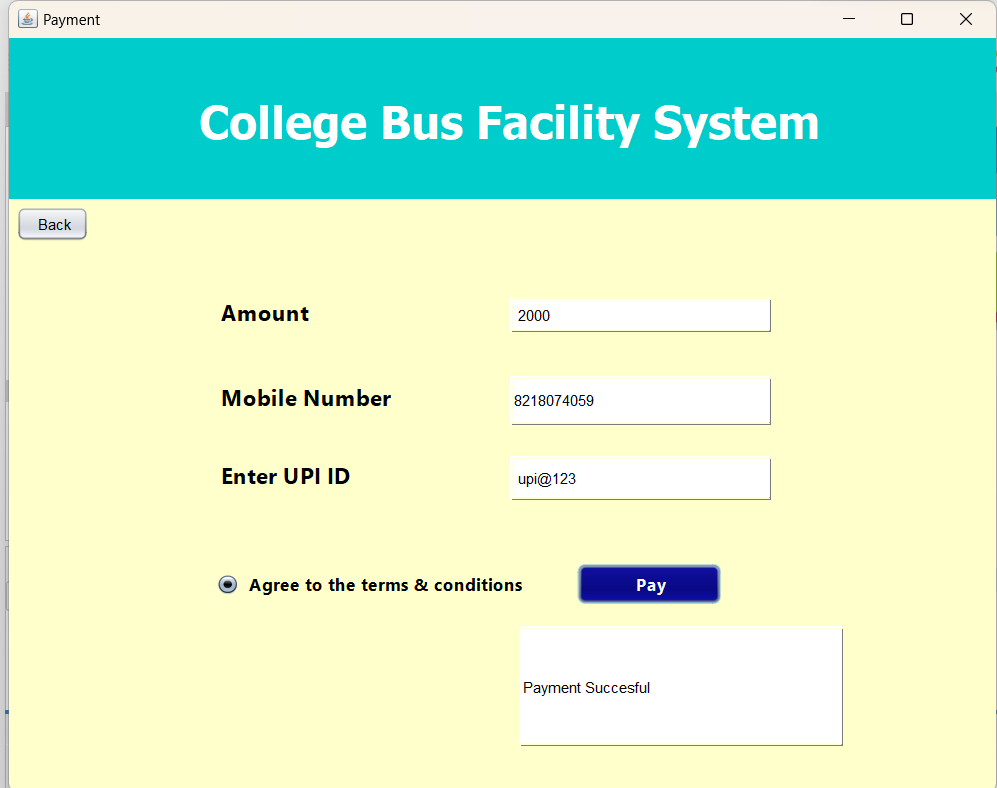 Payment
College Bus Facility System
Back
Amount
2000
Mobile Number
8218074059
Enter UPI ID
upi@123
Agree to the terms & conditions
Pay
Payment Succesful